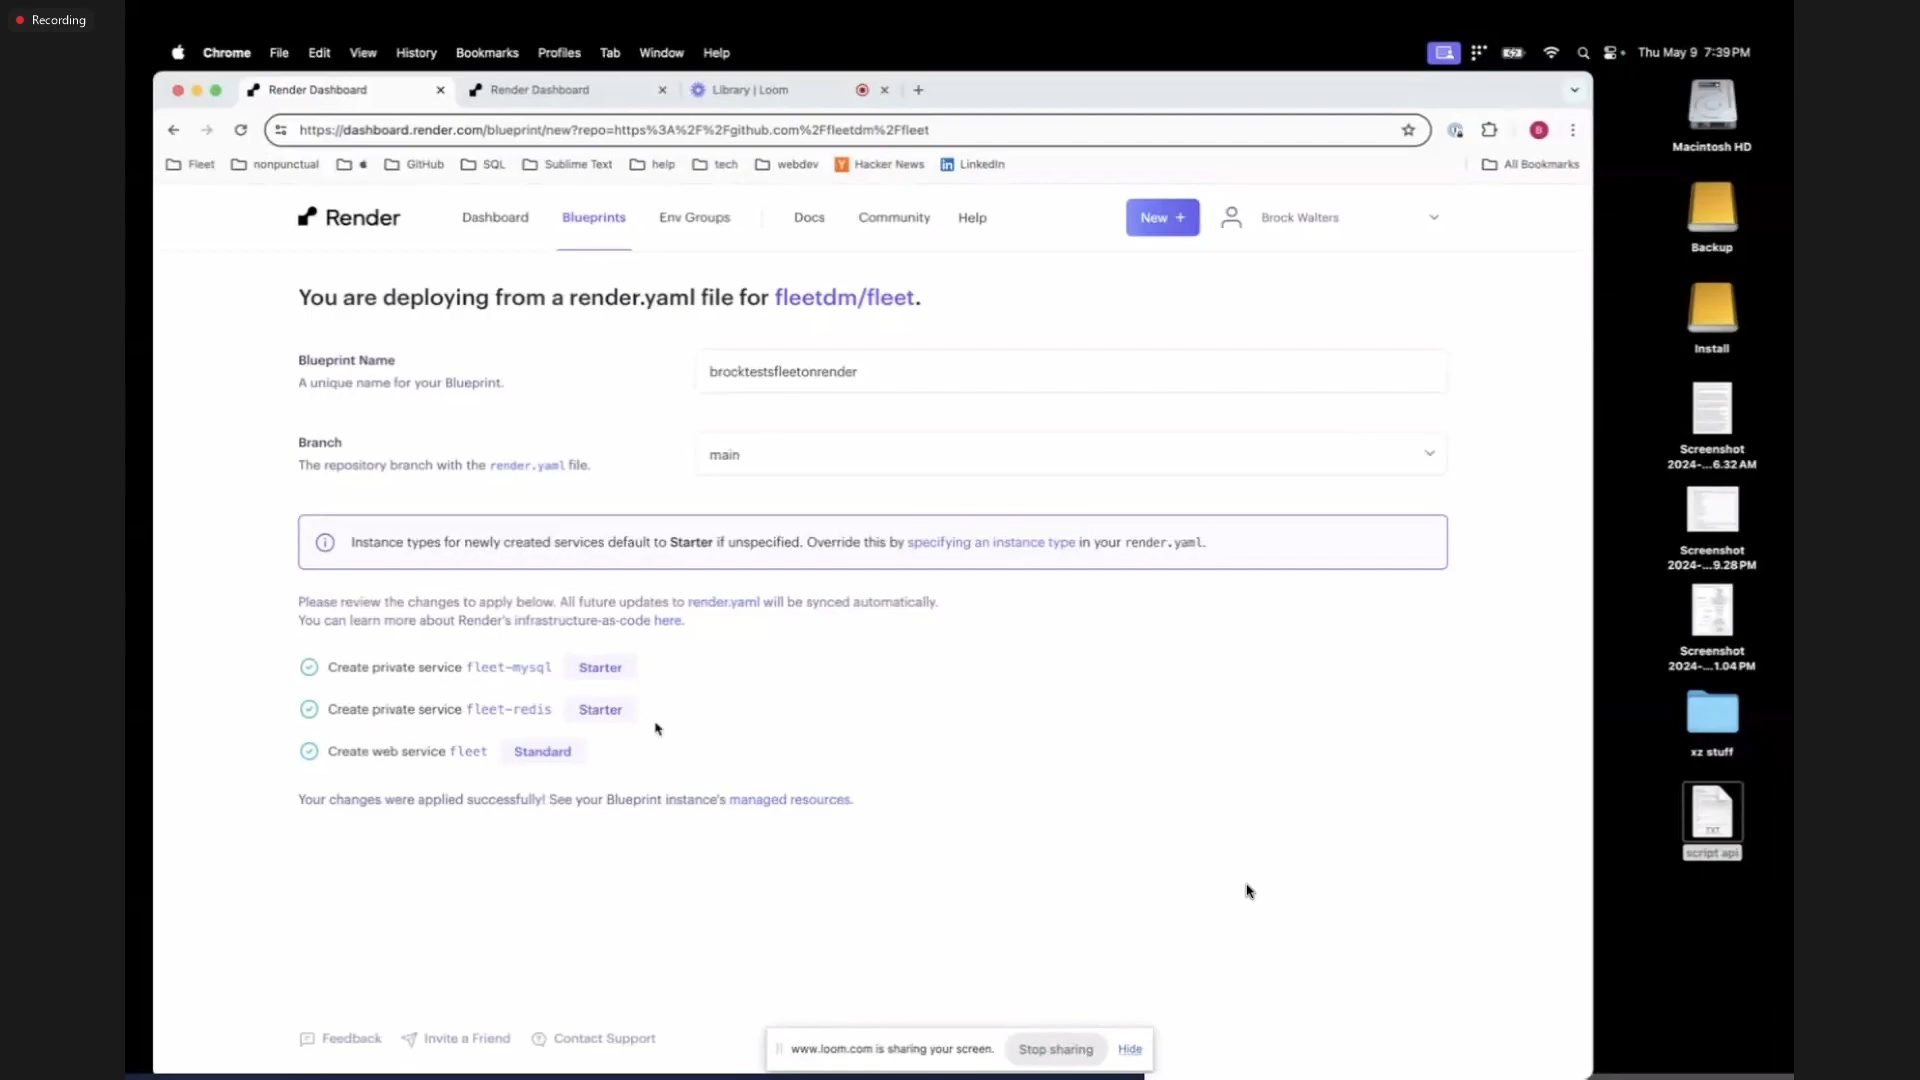 Recording
Chrome File Edit View History Bookmarks Profiles Tab Window Help
Thu May 9 7:39 PM
Render Dashboard
Render Dashboard
Library | Loom
https://dashboard.render.com/blueprint/new?repo=https%3A%2F%2Fgithub.com%2Ffleetdm%2Ffleet
B
Fleet nonpunctual GitHub SQL Sublime Text help tech webdev Hacker News LinkedIn All Bookmarks
Render Dashboard Blueprints Env Groups Docs Community Help New + Brock Walters
You are deploying from a render.yaml file for fleetdm/fleet.
Blueprint Name
A unique name for your Blueprint.
brocktestsfleetonrender
Branch
The repository branch with the render.yaml file.
main
Instance types for newly created services default to Starter if unspecified. Override this by specifying an instance type in your render.yaml.
Please review the changes to apply below. All future updates to render.yaml will be synced automatically.
You can learn more about Render's infrastructure-as-code here.
Create private service fleet-mysql Starter
Create private service fleet-redis Starter
Create web service fleet Standard
Your changes were applied successfully! See your Blueprint instance's managed resources.
Feedback Invite a Friend Contact Support
www.loom.com is sharing your screen. Stop sharing Hide
Macintosh HD
Backup
Install
Screenshot
2024-...6.32 AM
Screenshot
2024-...9.28 PM
Screenshot
2024-...1.04 PM
xz stuff
TXT
script api